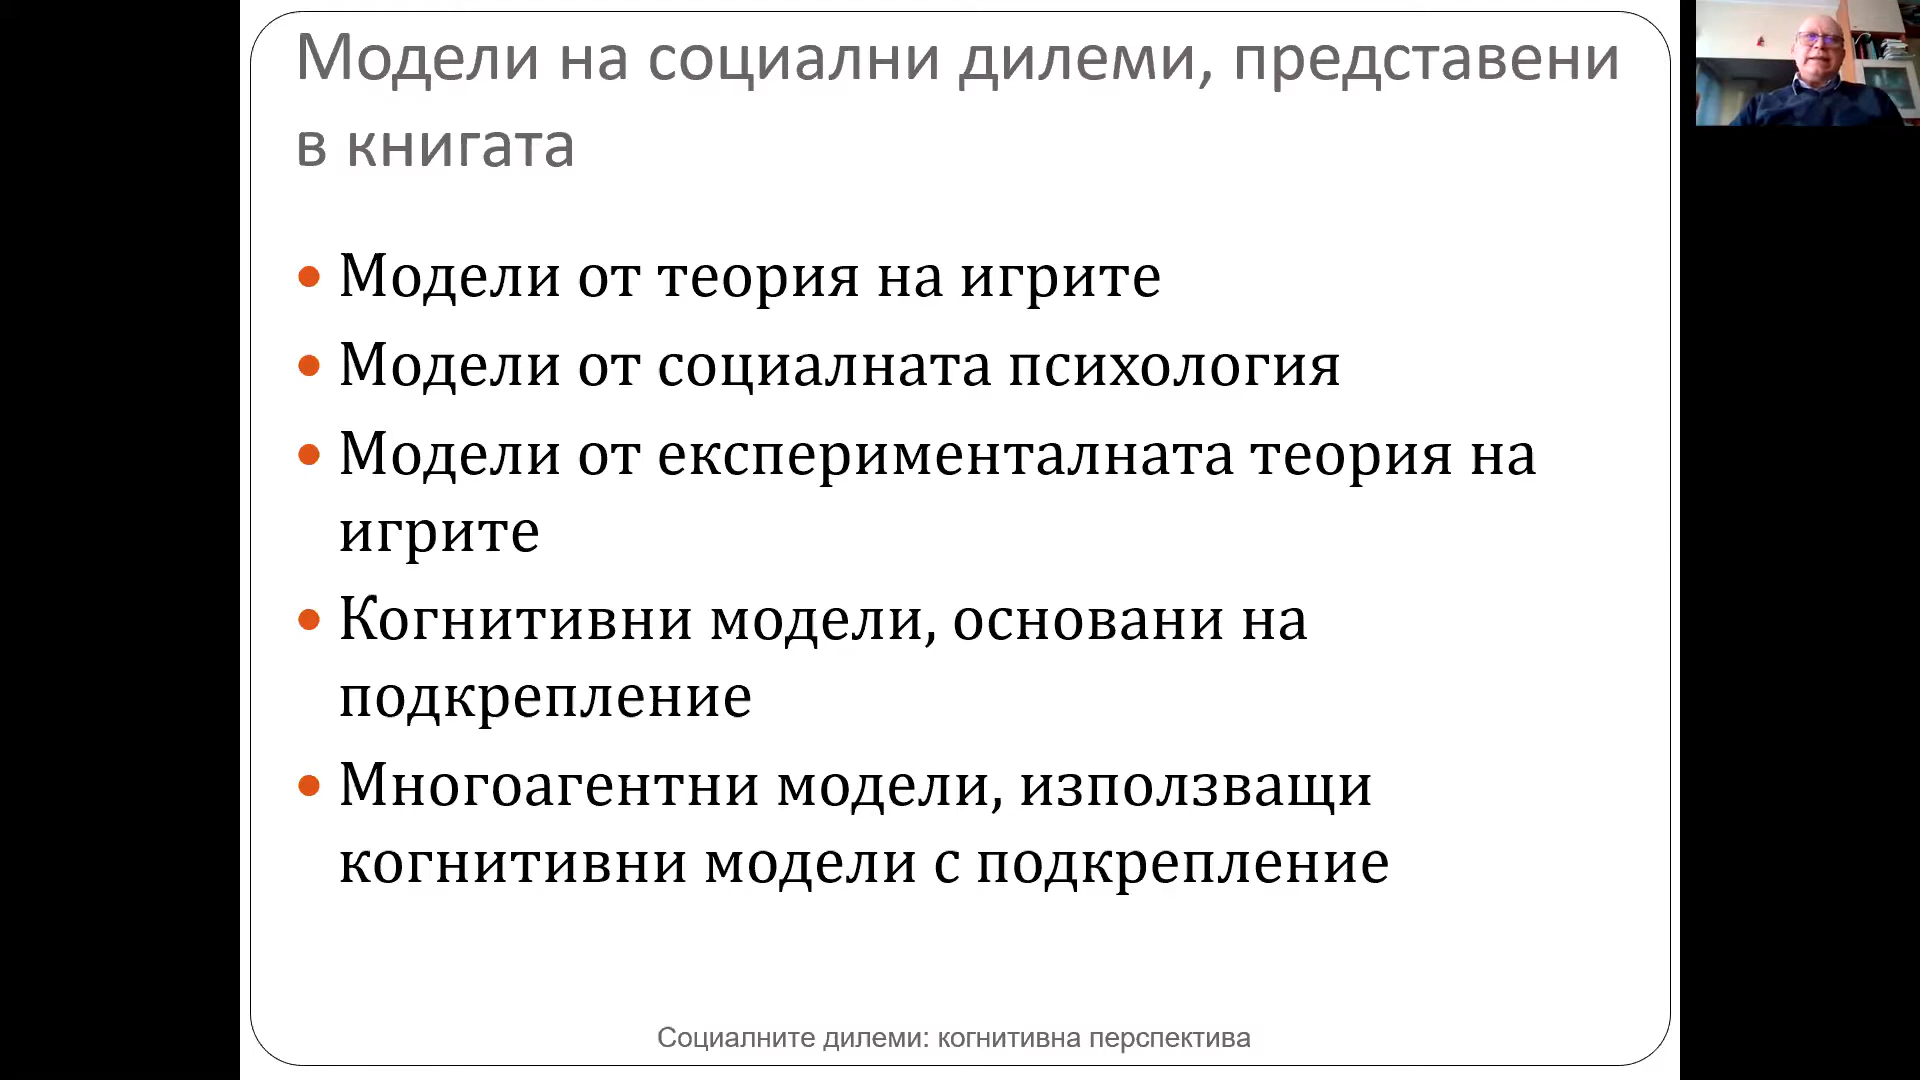 Модели на социални дилеми, представени
в книгата
• Модели от теория на игрите
• Модели от социалната психология
• Модели от експерименталната теория на
игрите
• Когнитивни модели, основани на
подкрепление
• Многоагентни модели, използващи
когнитивни модели с подкрепление
Социалните дилеми: когнитивна перспектива